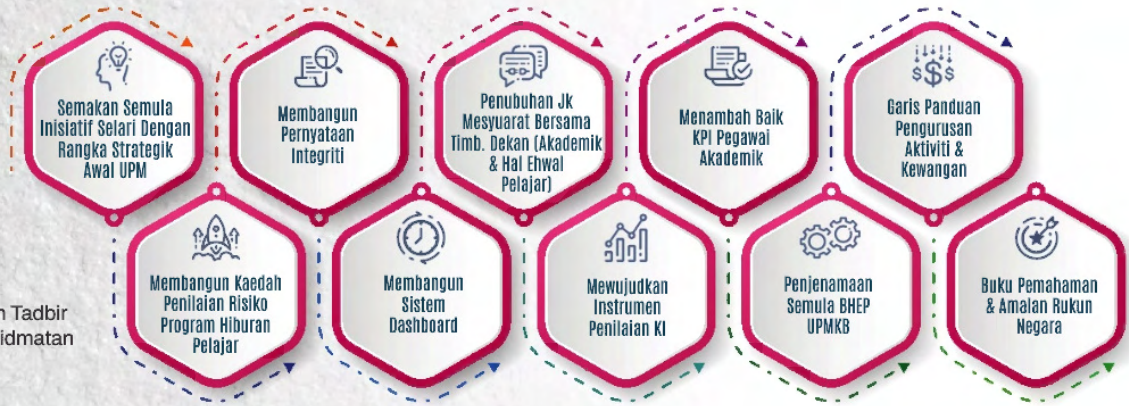 Semakan Semula
Inisiatif Selari Dengan
Rangka Strategik
Awal UPM
Membangun
Pernyataan
Integriti
Penubuhan Jk
Mesyuarat Bersama
Timb. Dekan (Akademik
& Hal Ehwal
Pelajar)
Menambah Baik
KPI Pegawai
Akademik
Garis Panduan
Pengurusan
Aktiviti &
Kewangan
Membangun Kaedah
Penilaian Risiko
Program Hiburan
Pelajar
Membangun
Sistem
Dashboard
Mewujudkan
Instrumen
Penilaian KI
Penjenamaan
Semula BHEP
UPMKB
Buku Pemahaman
& Amalan Rukun
Negara
Tadbir